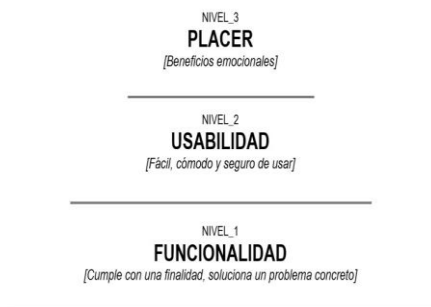 NIVEL_3
PLACER
[Beneficios emocionales]
NIVEL_2
USABILIDAD
[Fácil, cómodo y seguro de usar]
NIVEL_1
FUNCIONALIDAD
[Cumple con una finalidad, soluciona un problema concreto]